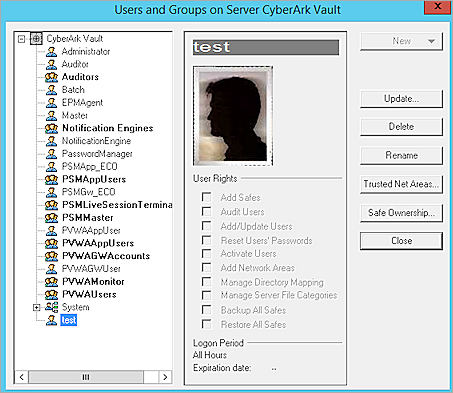 Users and Groups on Server CyberArk Vault
x
CyberArk Vault
Administrator
Auditor
Auditors
Batch
EPMAgent
Master
Notification Engines
NotificationEngine
PasswordManager
PSMApp_ECO
PSMAppUsers
PSMGw_ECO
PSMLiveSessionTermina
PSMMaster
PVWAAppUser
PVWAAppUsers
PVWAGWAccounts
PVWAGWUser
PVWAMonitor
PVWAUsers
System
test
test
User Rights
Add Safes
Audit Users
Add/Update Users
Reset Users' Passwords
Activate Users
Add Network Areas
Manage Directory Mapping
Manage Server File Categories
Backup All Safes
Restore All Safes
Logon Period
All Hours
Expiration date: --
New
Update...
Delete
Rename
Trusted Net Areas...
Safe Ownership...
Close